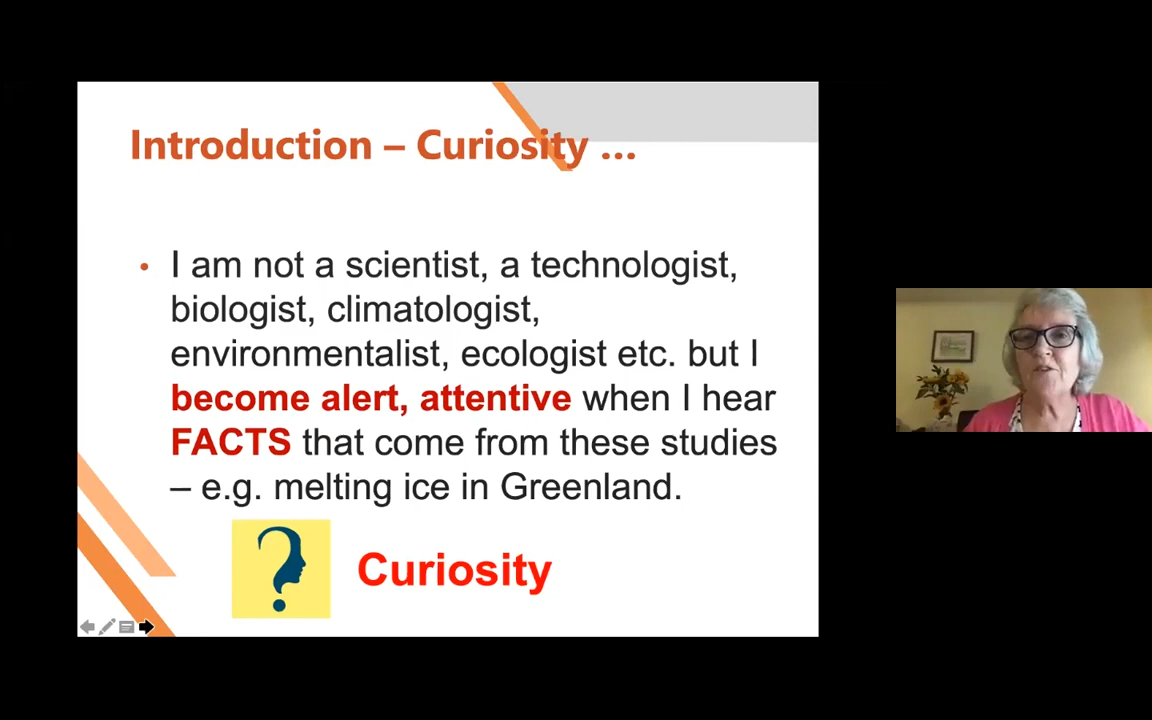 Introduction – Curiosity ...
• I am not a scientist, a technologist,
biologist, climatologist,
environmentalist, ecologist etc. but I
become alert, attentive when I hear
FACTS that come from these studies
– e.g. melting ice in Greenland.
Curiosity